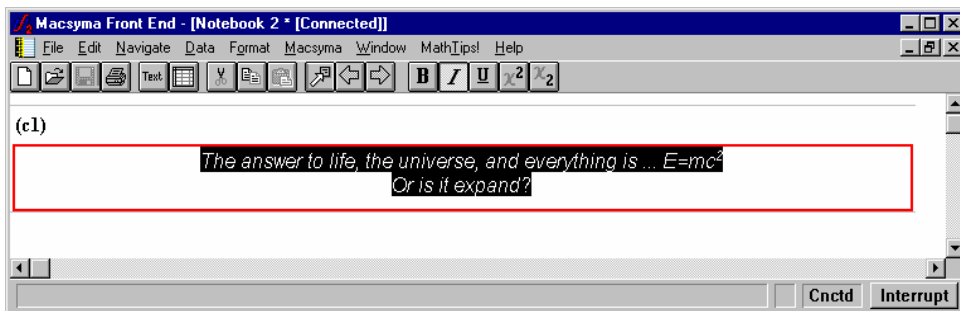 Macsyma Front End - [Notebook 2 * [Connected]]
File Edit Navigate Data Format Macsyma Window MathTips! Help
Text B I U x² x₂
(c1)
The answer to life, the universe, and everything is ... E=mc²
Or is it expand?
Cnctd Interrupt